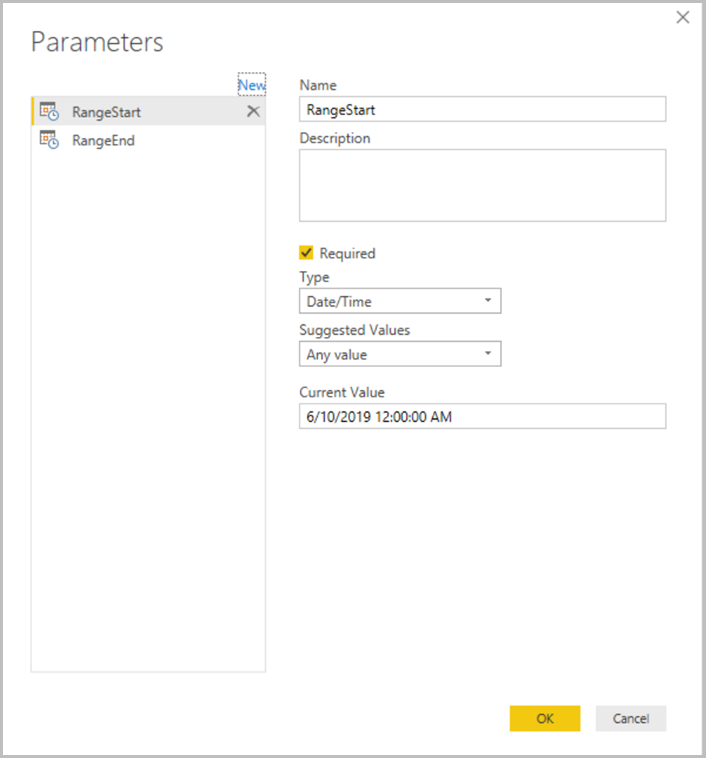 Parameters
New
RangeStart
RangeEnd
Name
RangeStart
Description
Required
Type
Date/Time
Suggested Values
Any value
Current Value
6/10/2019 12:00:00 AM
OK
Cancel